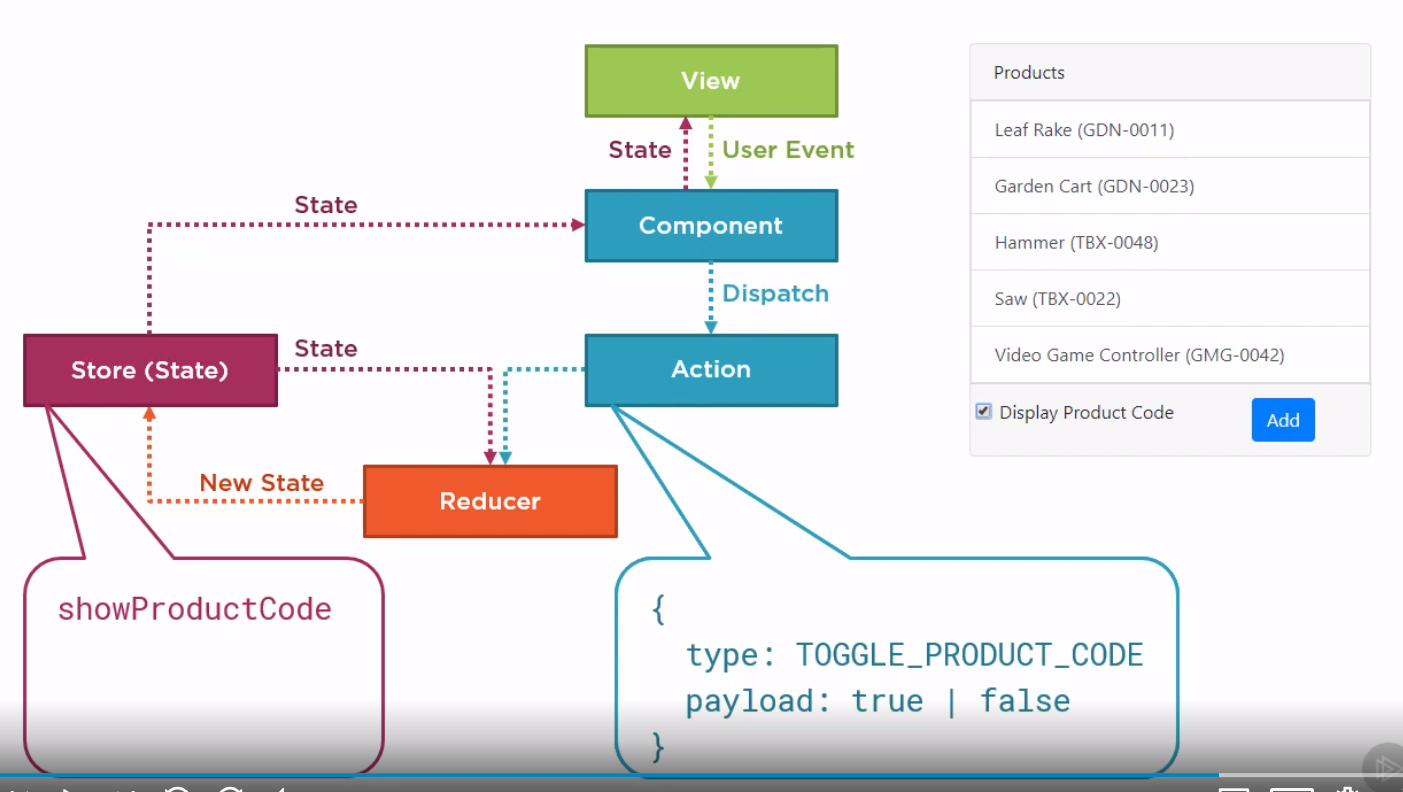 View
State
User Event
State
Component
Dispatch
Store (State)
State
Action
New State
Reducer
showProductCode
{
type: TOGGLE_PRODUCT_CODE
payload: true | false
}
Products
Leaf Rake (GDN-0011)
Garden Cart (GDN-0023)
Hammer (TBX-0048)
Saw (TBX-0022)
Video Game Controller (GMG-0042)
Display Product Code
Add